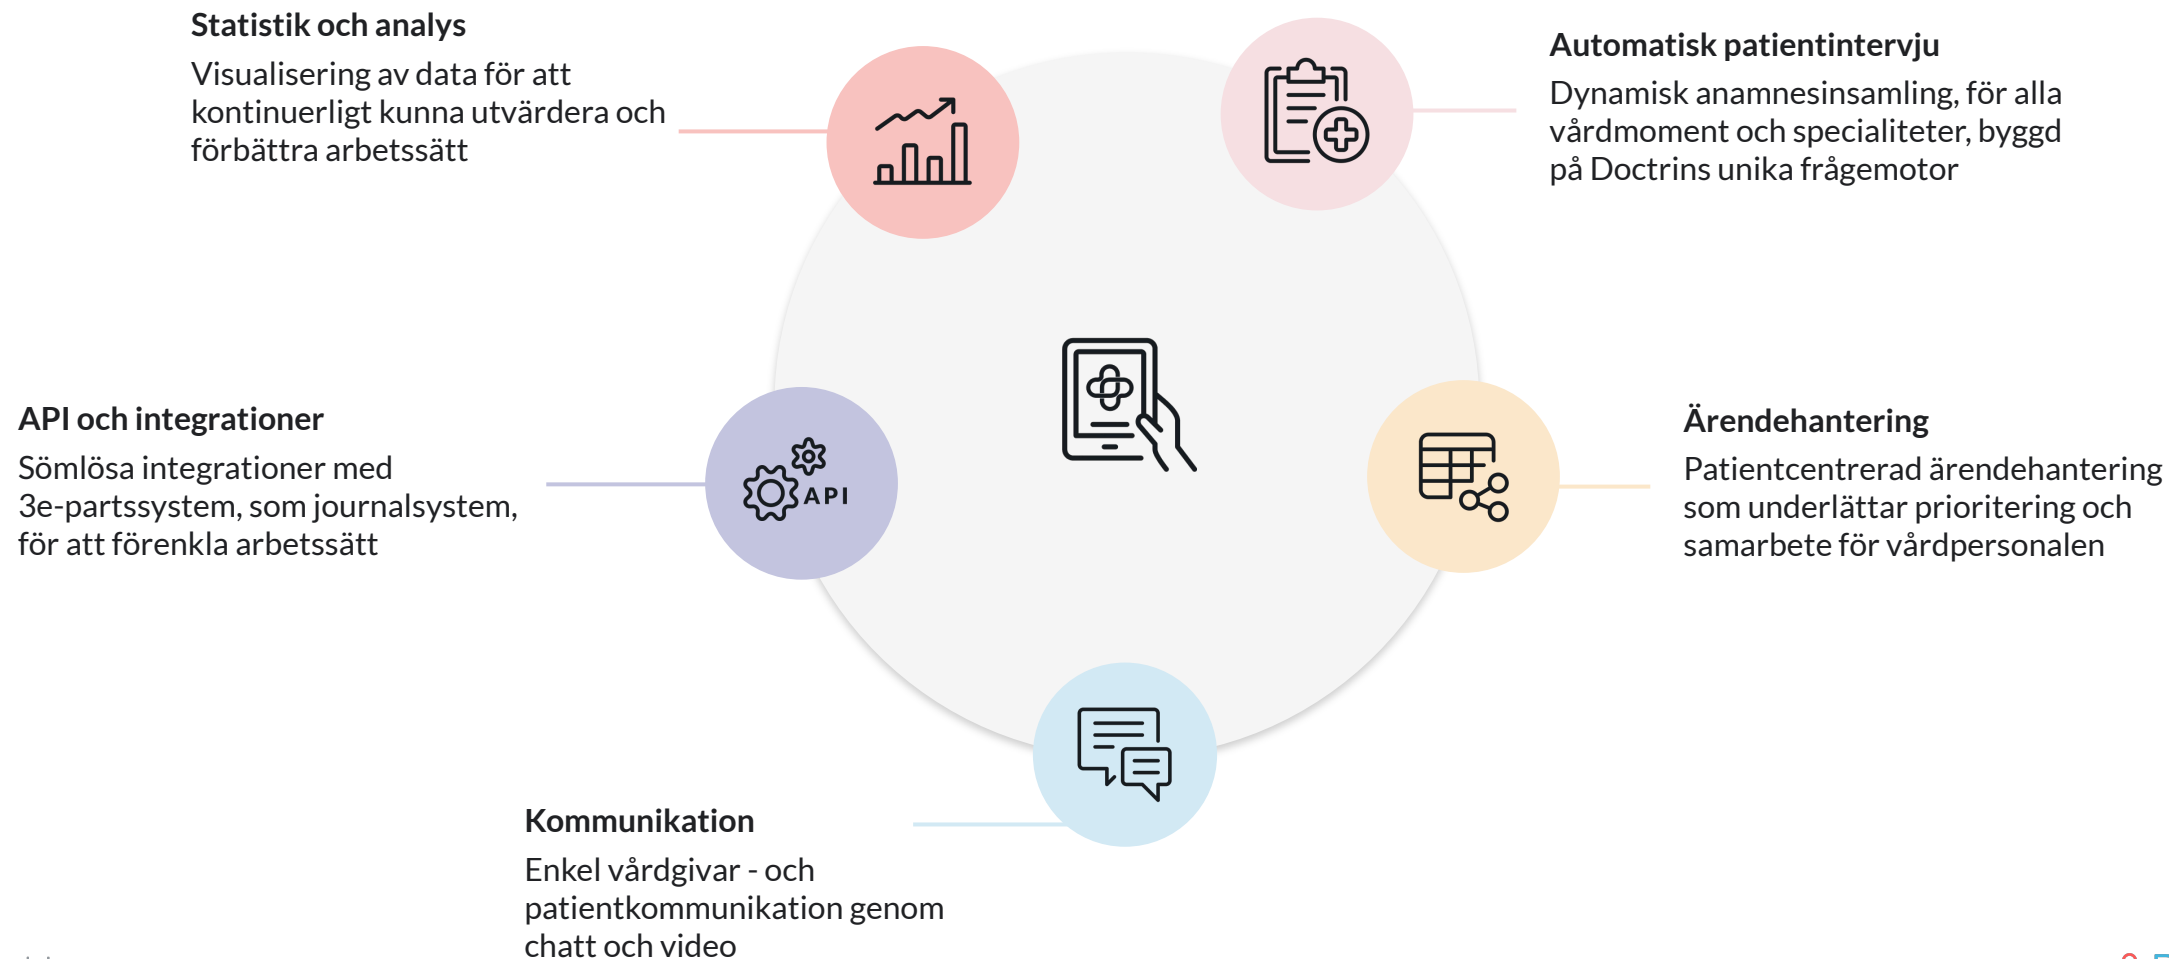 Statistik och analys
Visualisering av data för att
kontinuerligt kunna utvärdera och
förbättra arbetssätt
Automatisk patientintervju
Dynamisk anamnesinsamling, för alla
vårdmoment och specialiteter, byggd
på Doctrins unika frågemotor
API och integrationer
Sömlösa integrationer med
3e-partssystem, som journalsystem,
för att förenkla arbetssätt
API
Ärendehantering
Patientcentrerad ärendehantering
som underlättar prioritering och
samarbete för vårdpersonalen
Kommunikation
Enkel vårdgivar - och
patientkommunikation genom
chatt och video